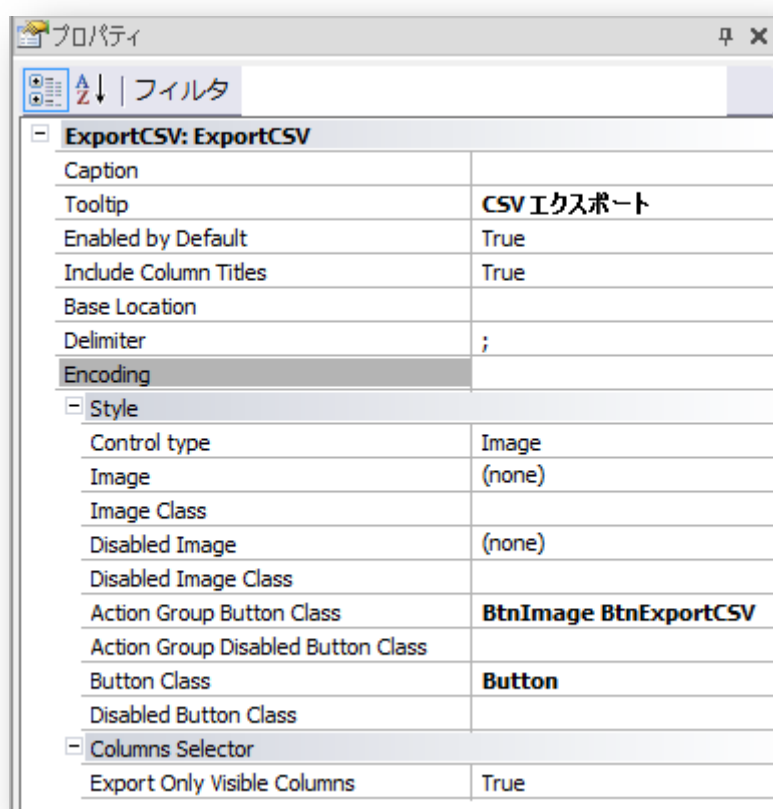 プロパティ
フィルタ
ExportCSV: ExportCSV
Caption
Tooltip CSV エクスポート
Enabled by Default True
Include Column Titles True
Base Location
Delimiter ;
Encoding
Style
Control type Image
Image (none)
Image Class
Disabled Image (none)
Disabled Image Class
Action Group Button Class BtnImage BtnExportCSV
Action Group Disabled Button Class
Button Class Button
Disabled Button Class
Columns Selector
Export Only Visible Columns True